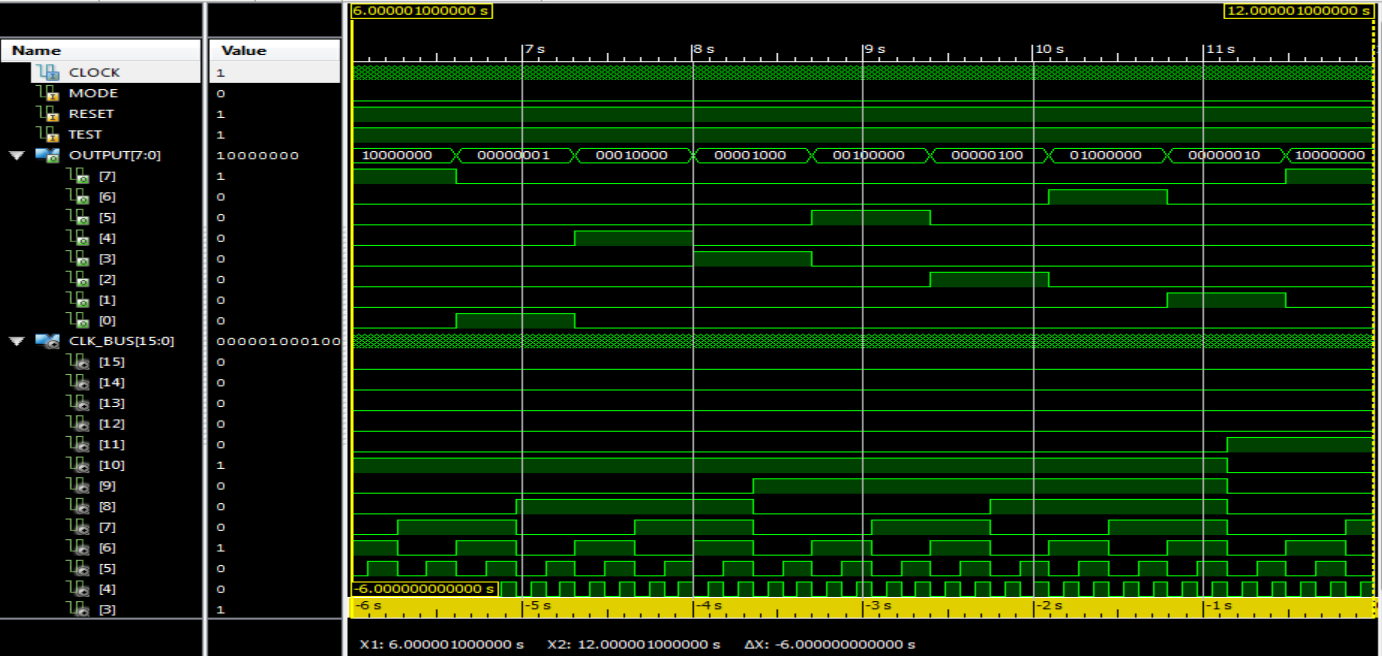 6.000001000000 s 12.000001000000 s
Name Value
7 s 8 s 9 s 10 s 11 s
CLOCK 1
MODE 0
RESET 1
TEST 1
OUTPUT[7:0] 10000000 10000000 00000001 00010000 00001000 00100000 00000100 01000000 00000010 10000000
[7] 1
[6] 0
[5] 0
[4] 0
[3] 0
[2] 0
[1] 0
[0] 0
CLK_BUS[15:0] 000001000100
[15] 0
[14] 0
[13] 0
[12] 0
[11] 0
[10] 1
[9] 0
[8] 0
[7] 0
[6] 1
[5] 0
[4] 0 -6.000000000000 s
[3] 1 -6 s -5 s -4 s -3 s -2 s -1 s
X1: 6.000001000000 s X2: 12.000001000000 s ΔX: -6.000000000000 s